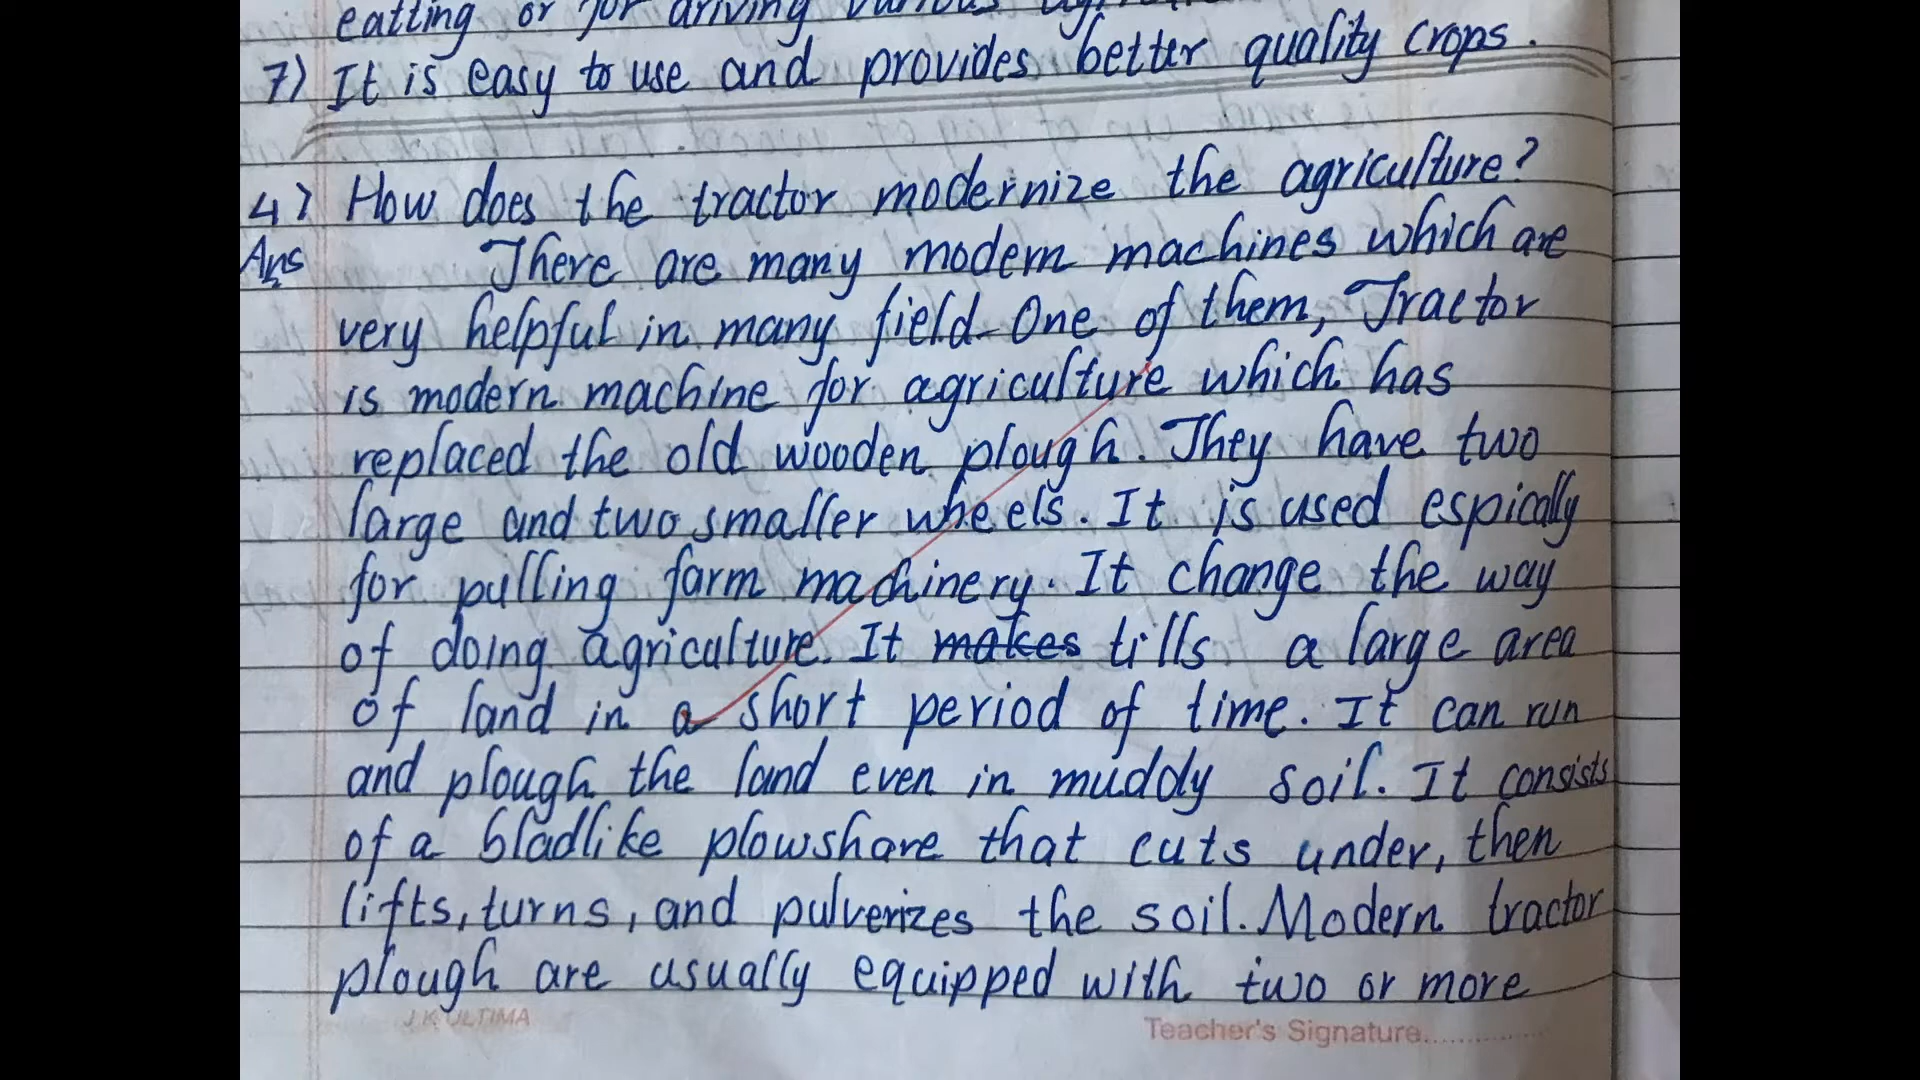 eatting or for driving various
7) It is easy to use and provides better quality crops.
4) How does the tractor modernize the agriculture?
Ans There are many modern machines which are
very helpful in many field. One of them, Tractor
is modern machine for agriculture which has
replaced the old wooden plough. They have two
large and two smaller wheels. It is used espically
for pulling farm machinery. It change the way
of doing agriculture. It makes tills a large area
of land in a short period of time. It can run
and plough the land even in muddy soil. It consists
of a bladlike plowshare that cuts under, then
lifts, turns, and pulverizes the soil. Modern tractor
plough are usually equipped with two or more
J.K. ULTIMA
Teacher's Signature..............